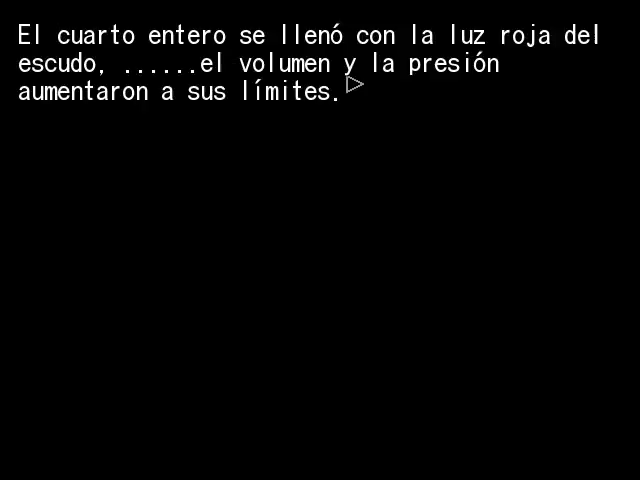 El cuarto entero se llenó con la luz roja del
escudo, ......el volumen y la presión
aumentaron a sus límites.